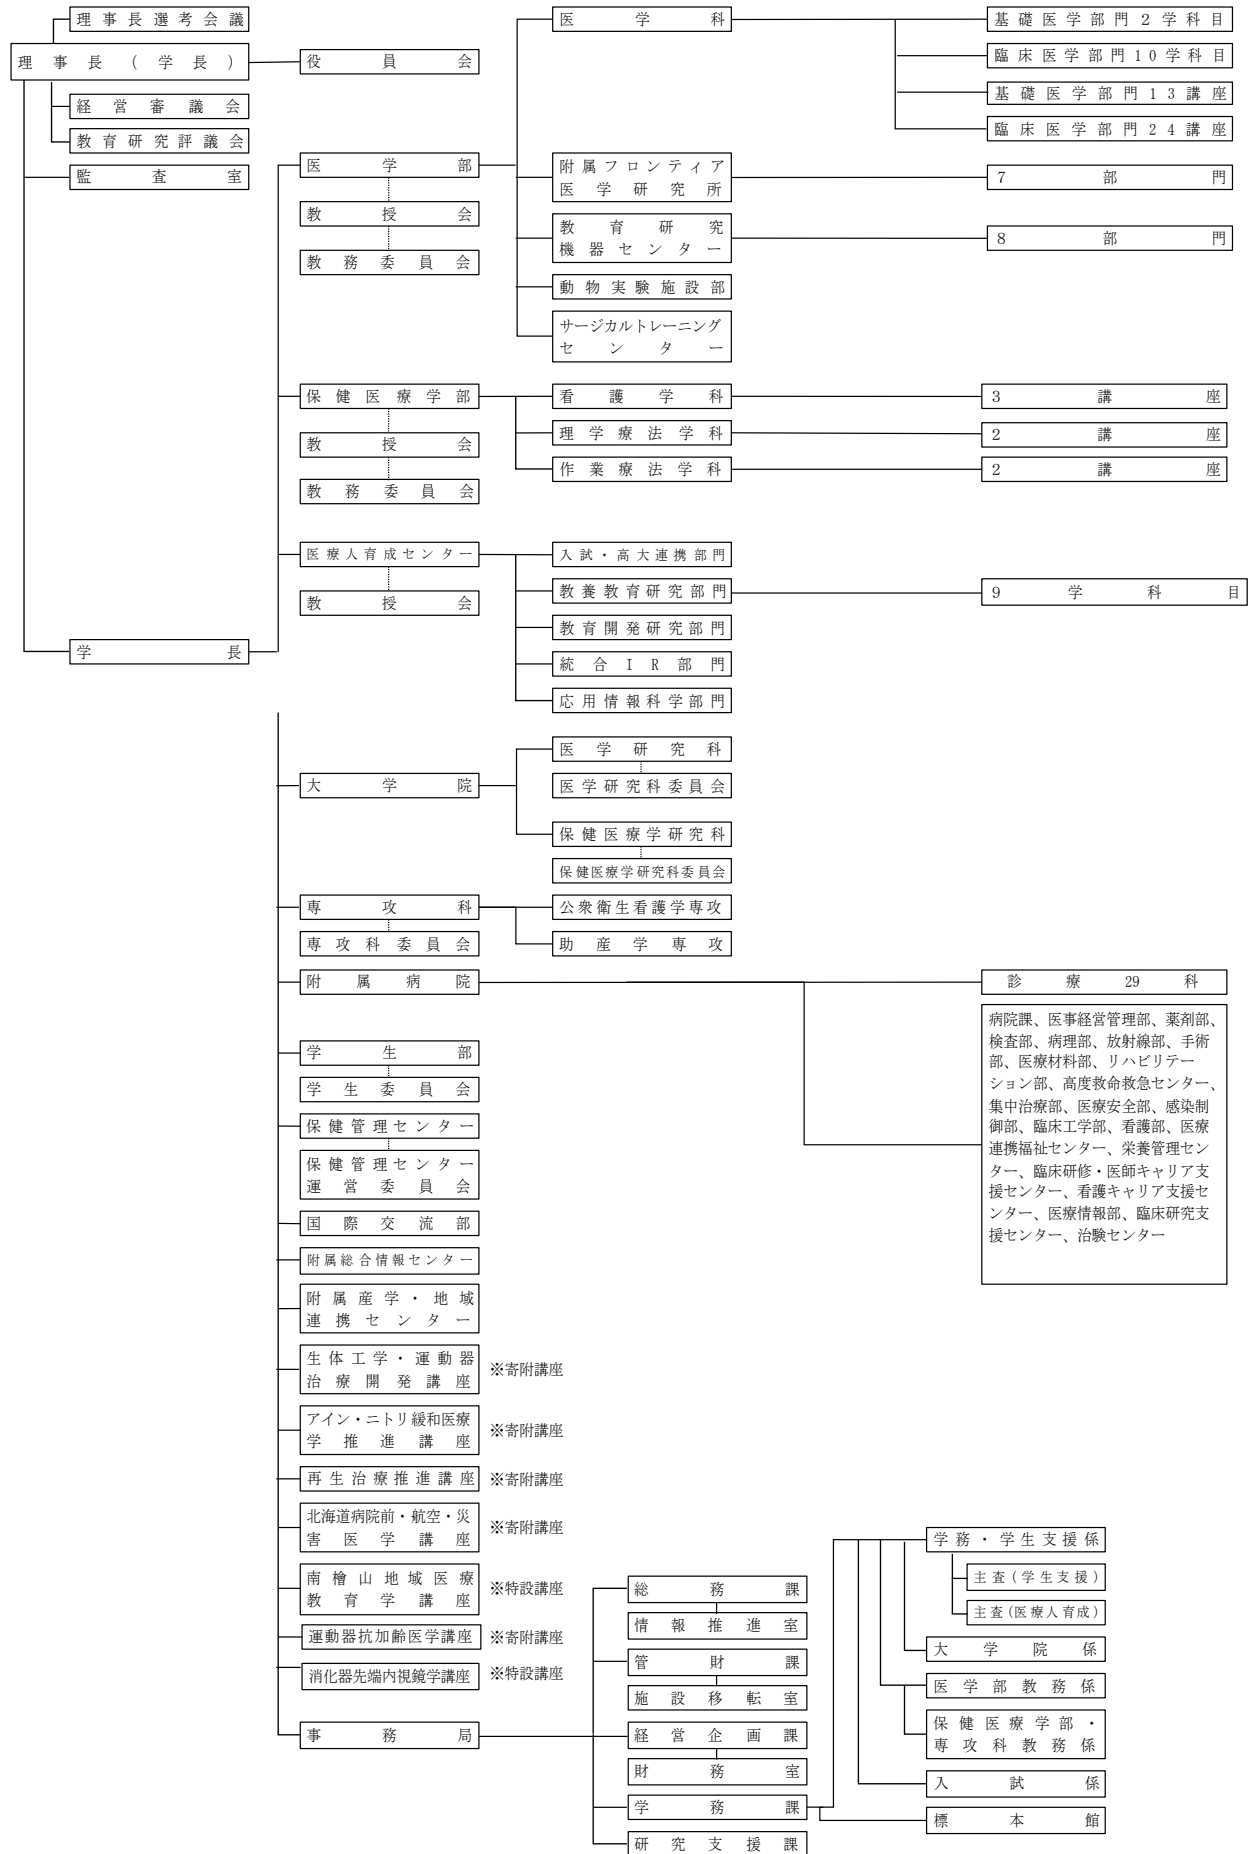 理事長選考会議
理事長(学長)
役員会
経営審議会
教育研究評議会
監査室
学長
医学部
教授会
教務委員会
医学科
基礎医学部門2学科目
臨床医学部門10学科目
基礎医学部門13講座
臨床医学部門24講座
附属フロンティア
医学研究所
7部門
教育研究
機器センター
8部門
動物実験施設部
サージカルトレーニング
センター
保健医療学部
教授会
教務委員会
看護学科
3講座
理学療法学科
2講座
作業療法学科
2講座
医療人育成センター
教授会
入試・高大連携部門
教養教育研究部門
9学科目
教育開発研究部門
統合IR部門
応用情報科学部門
大学院
医学研究科
医学研究科委員会
保健医療学研究科
保健医療学研究科委員会
専攻科
専攻科委員会
公衆衛生看護学専攻
助産学専攻
附属病院
診療29科
病院課、医事経営管理部、薬剤部、
検査部、病理部、放射線部、手術
部、医療材料部、リハビリテー
ション部、高度救命救急センター、
集中治療部、医療安全部、感染制
御部、臨床工学部、看護部、医療
連携福祉センター、栄養管理セン
ター、臨床研修・医師キャリア支
援センター、看護キャリア支援セ
ンター、医療情報部、臨床研究支
援センター、治験センター
学生部
学生委員会
保健管理センター
保健管理センター
運営委員会
国際交流部
附属総合情報センター
附属産学・地域
連携センター
生体工学・運動器
治療開発講座
※寄附講座
アイン・ニトリ緩和医療
学推進講座
※寄附講座
再生治療推進講座
※寄附講座
北海道病院前・航空・災
害医学講座
※寄附講座
南檜山地域医療
教育学講座
※特設講座
運動器抗加齢医学講座
※寄附講座
消化器先端内視鏡学講座
※特設講座
事務局
総務課
情報推進室
管財課
施設移転室
経営企画課
財務室
学務課
研究支援課
学務・学生支援係
主査(学生支援)
主査(医療人育成)
大学院係
医学部教務係
保健医療学部・
専攻科教務係
入試係
標本館